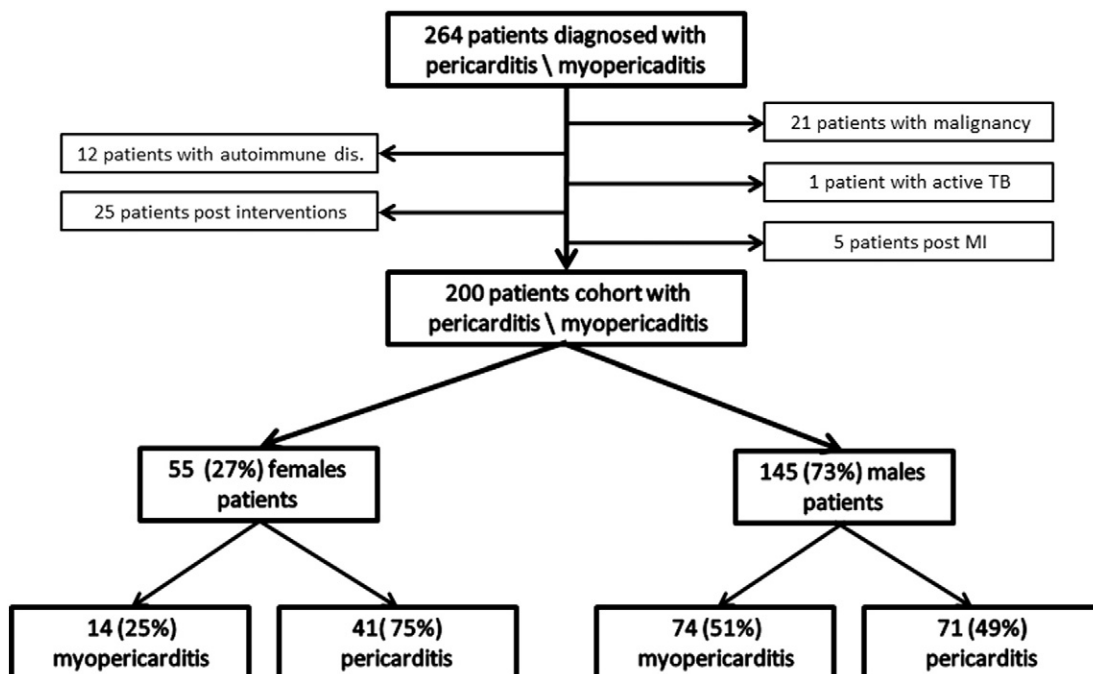 264 patients diagnosed with
pericarditis \ myopericaditis
21 patients with malignancy
12 patients with autoimmune dis.
1 patient with active TB
25 patients post interventions
5 patients post MI
200 patients cohort with
pericarditis \ myopericaditis
55 (27%) females
patients
145 (73%) males
patients
14 (25%)
myopericarditis
41( 75%)
pericarditis
74 (51%)
myopericarditis
71 (49%)
pericarditis